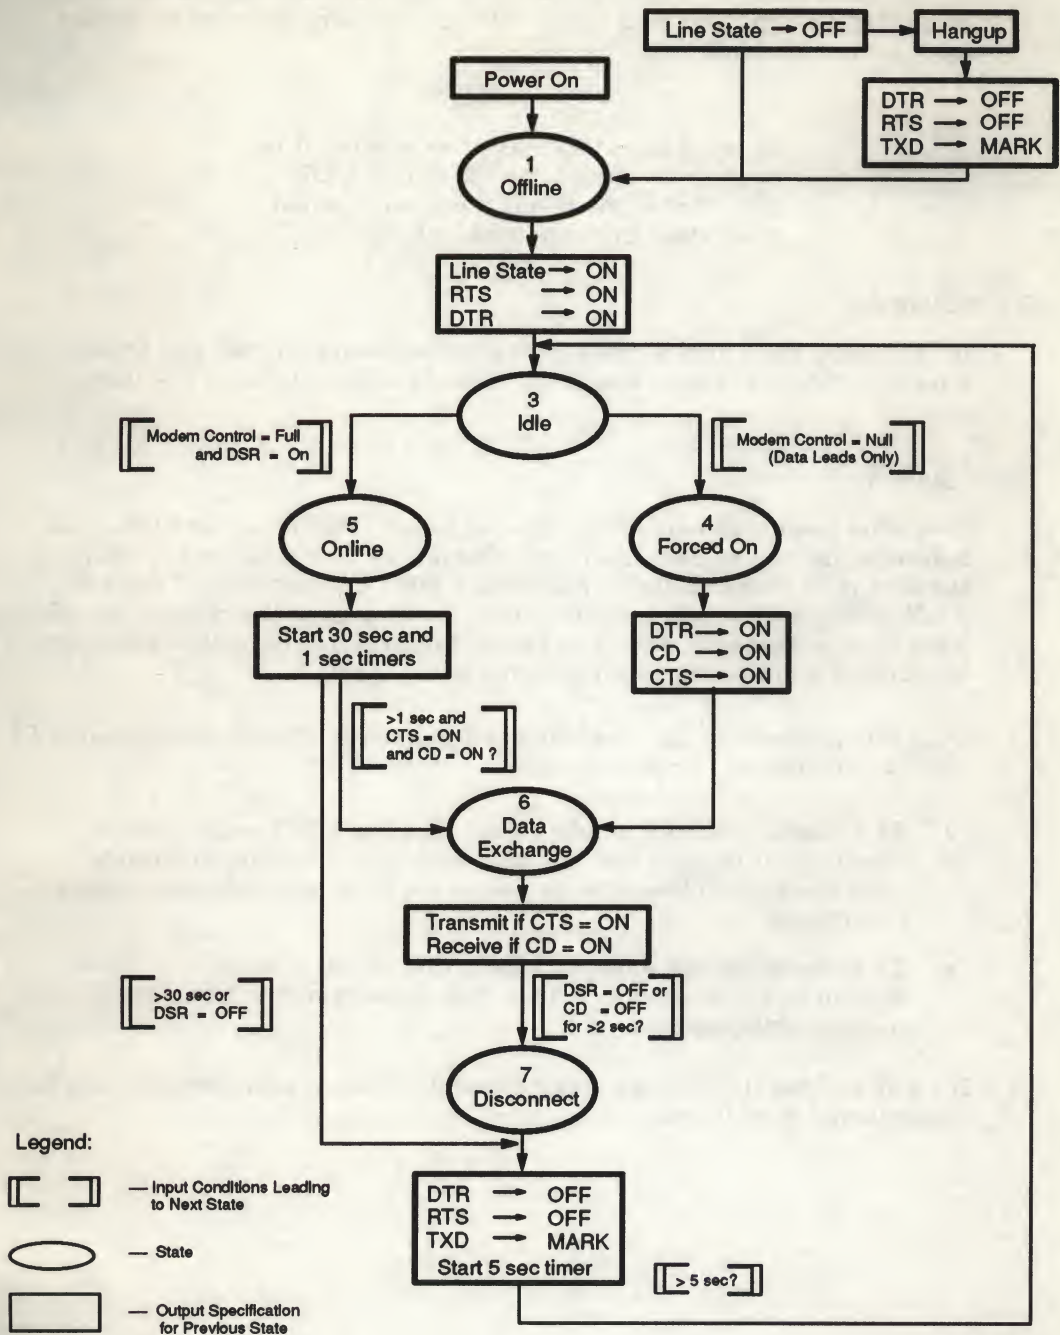 Line State → OFF
Hangup
Power On
DTR → OFF
RTS → OFF
TXD → MARK
1
Offline
Line State → ON
RTS → ON
DTR → ON
3
Idle
Modem Control = Full
and DSR = On
Modem Control = Null
(Data Leads Only)
5
Online
4
Forced On
Start 30 sec and
1 sec timers
DTR → ON
CD → ON
CTS → ON
>1 sec and
CTS = ON
and CD = ON ?
6
Data
Exchange
Transmit if CTS = ON
Receive if CD = ON
>30 sec or
DSR = OFF
DSR = OFF or
CD = OFF
for >2 sec?
7
Disconnect
Legend:
— Input Conditions Leading
to Next State
— State
— Output Specification
for Previous State
DTR → OFF
RTS → OFF
TXD → MARK
Start 5 sec timer
> 5 sec?